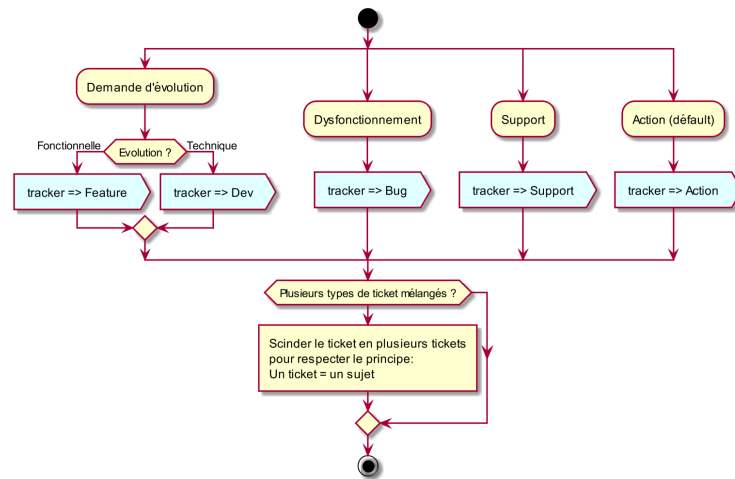 Demande d'évolution
Fonctionnelle
Evolution ?
Technique
tracker => Feature
tracker => Dev
Dysfonctionnement
tracker => Bug
Support
tracker => Support
Action (défault)
tracker => Action
Plusieurs types de ticket mélangés ?
Scinder le ticket en plusieurs tickets
pour respecter le principe:
Un ticket = un sujet